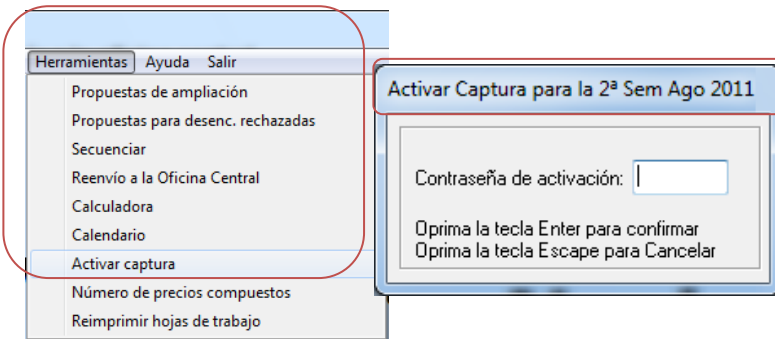 Herramientas Ayuda Salir
Propuestas de ampliación
Propuestas para desenc. rechazadas
Secuenciar
Reenvío a la Oficina Central
Calculadora
Calendario
Activar captura
Número de precios compuestos
Reimprimir hojas de trabajo
Activar Captura para la 2ª Sem Ago 2011
Contraseña de activación:
Oprima la tecla Enter para confirmar
Oprima la tecla Escape para Cancelar